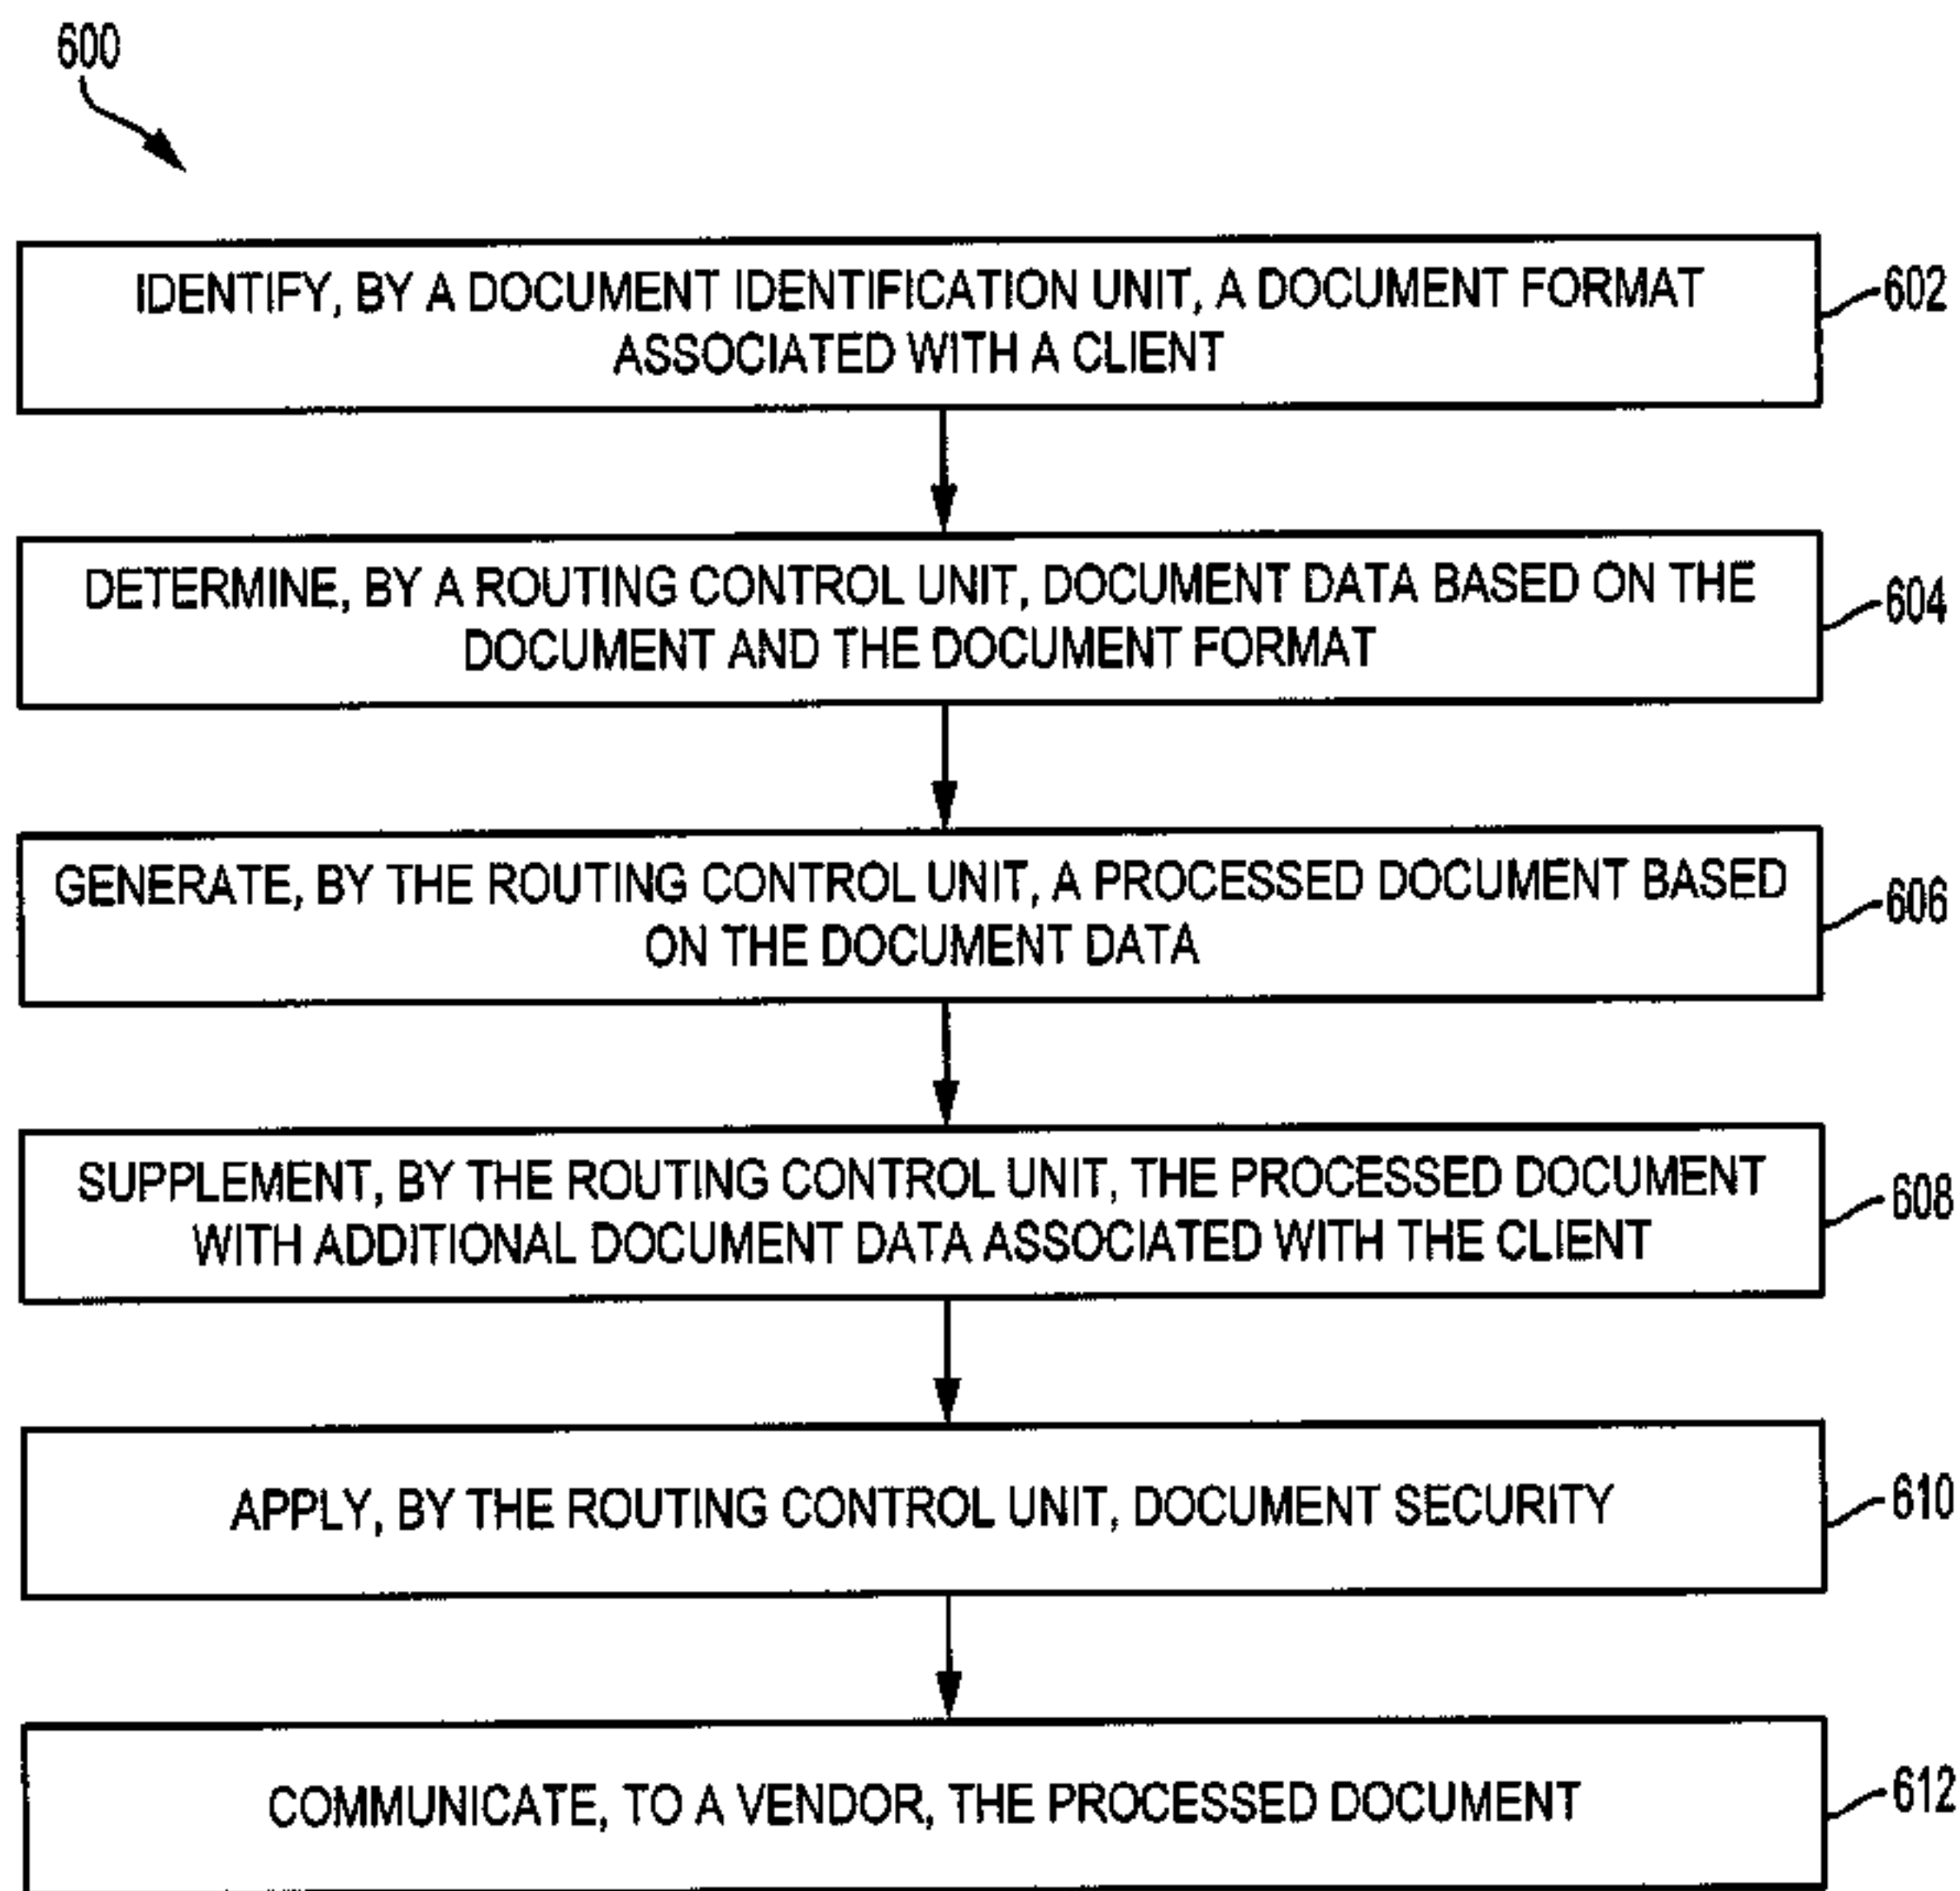 600
IDENTIFY, BY A DOCUMENT IDENTIFICATION UNIT, A DOCUMENT FORMAT
ASSOCIATED WITH A CLIENT
602
DETERMINE, BY A ROUTING CONTROL UNIT, DOCUMENT DATA BASED ON THE
DOCUMENT AND THE DOCUMENT FORMAT
604
GENERATE, BY THE ROUTING CONTROL UNIT, A PROCESSED DOCUMENT BASED
ON THE DOCUMENT DATA
606
SUPPLEMENT, BY THE ROUTING CONTROL UNIT, THE PROCESSED DOCUMENT
WITH ADDITIONAL DOCUMENT DATA ASSOCIATED WITH THE CLIENT
608
APPLY, BY THE ROUTING CONTROL UNIT, DOCUMENT SECURITY
610
COMMUNICATE, TO A VENDOR, THE PROCESSED DOCUMENT
612